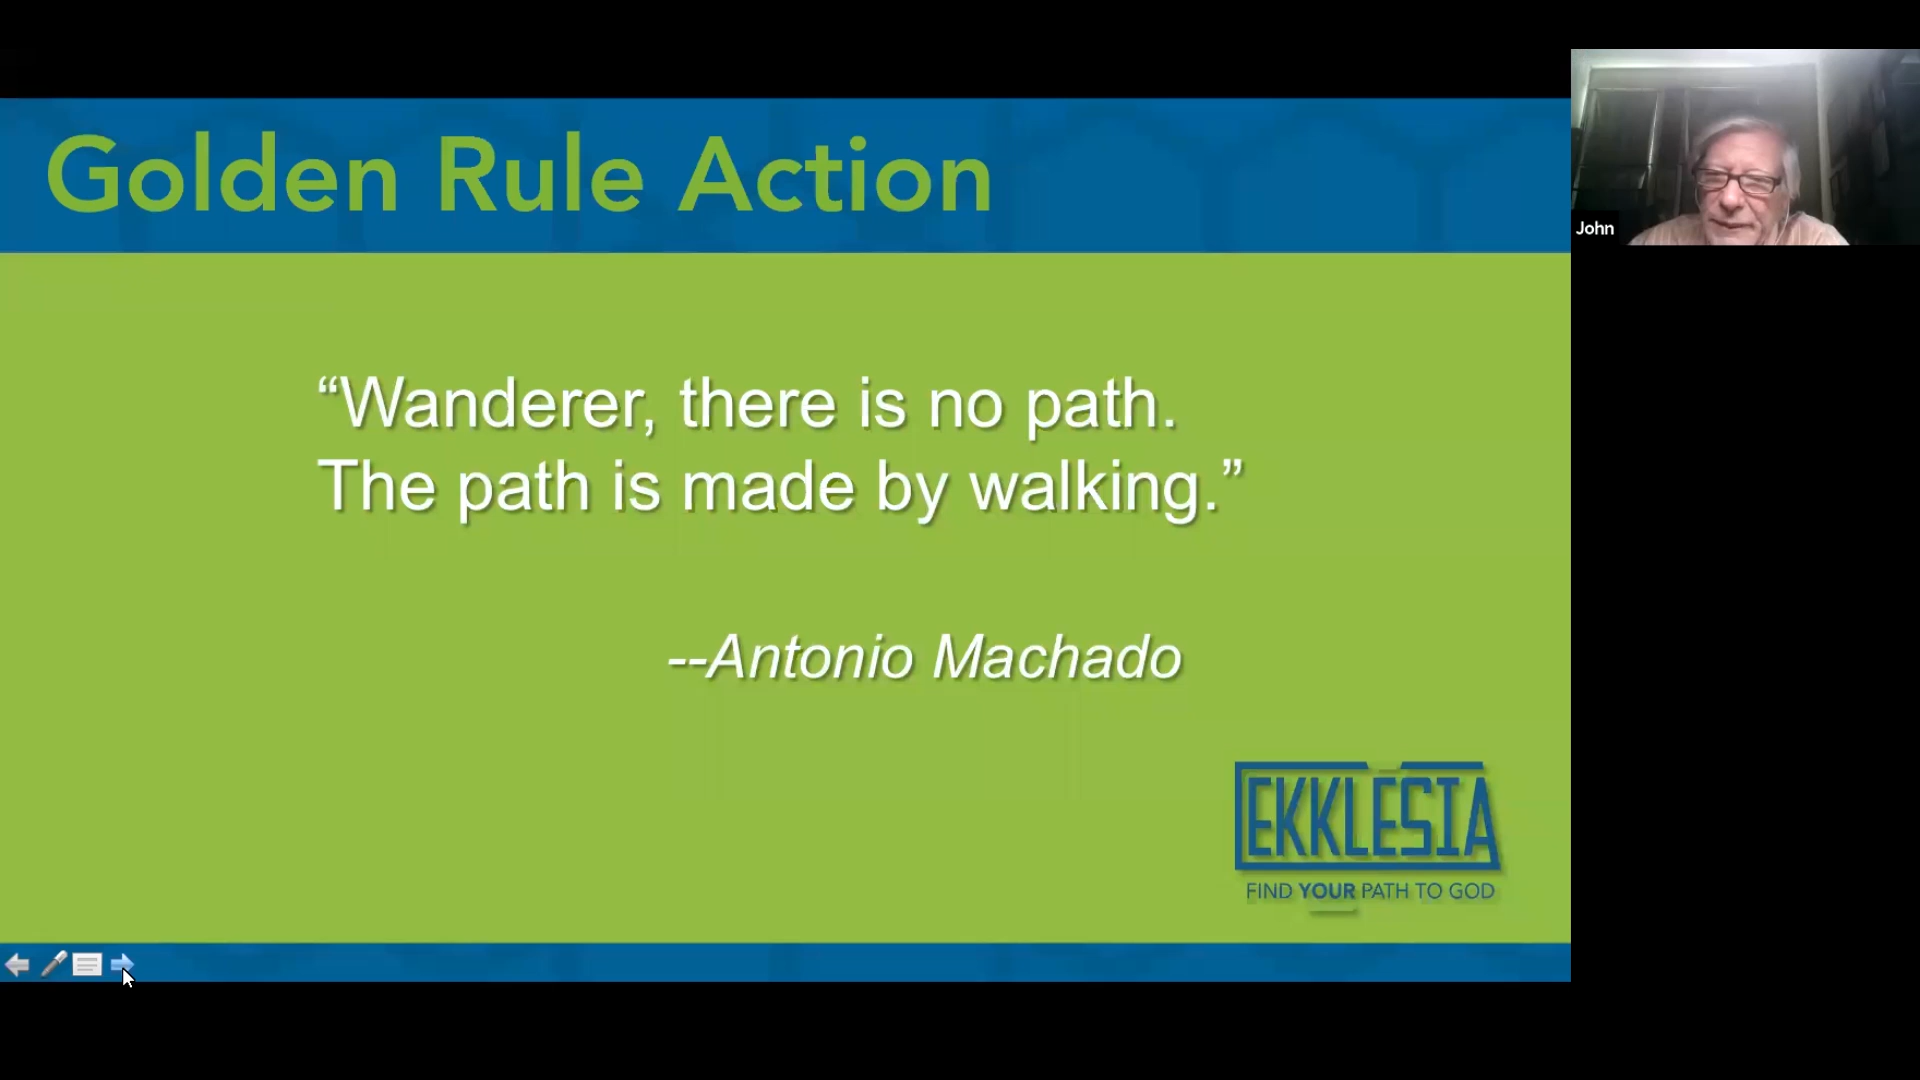 Golden Rule Action
“Wanderer, there is no path.
The path is made by walking.”
--Antonio Machado
EKKLESIA
FIND YOUR PATH TO GOD
John